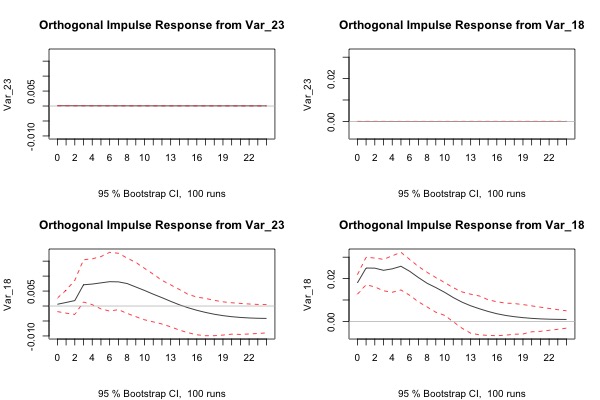 Orthogonal Impulse Response from Var_23
Var_23
0.005
-0.010
0 2 4 6 8 10 13 16 19 22
95 % Bootstrap CI, 100 runs
Orthogonal Impulse Response from Var_18
Var_23
0.02
0.00
0 2 4 6 8 10 13 16 19 22
95 % Bootstrap CI, 100 runs
Orthogonal Impulse Response from Var_23
Var_18
0.005
-0.010
0 2 4 6 8 10 13 16 19 22
95 % Bootstrap CI, 100 runs
Orthogonal Impulse Response from Var_18
Var_18
0.02
0.00
0 2 4 6 8 10 13 16 19 22
95 % Bootstrap CI, 100 runs